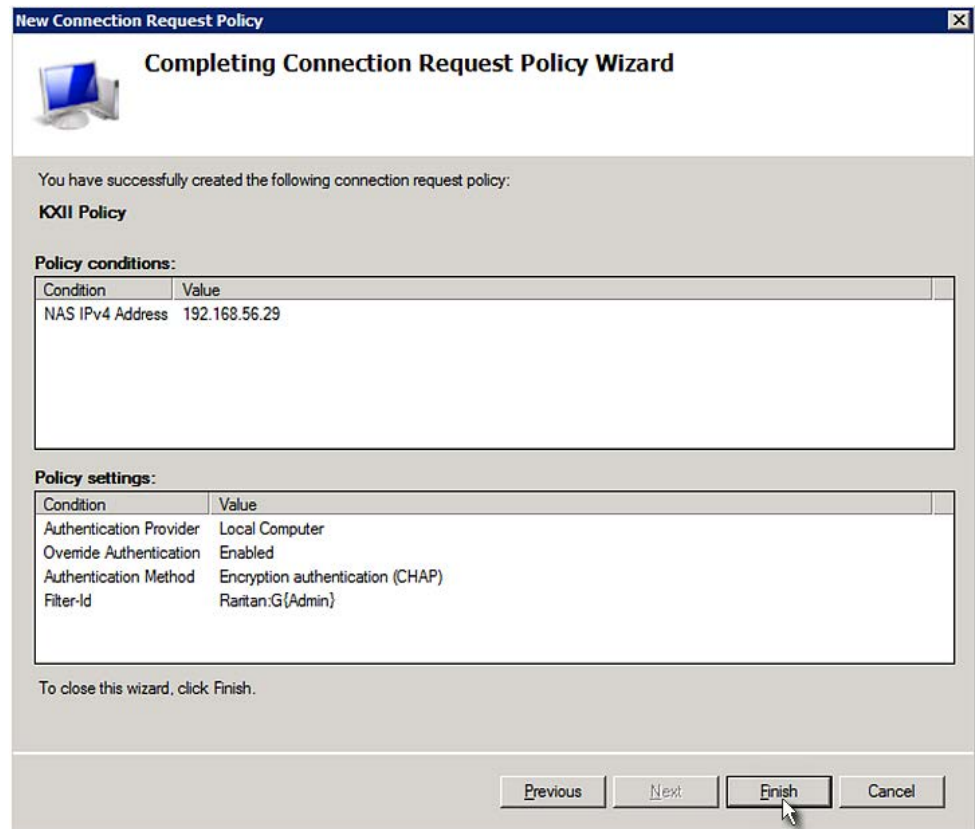 New Connection Request Policy
Completing Connection Request Policy Wizard
You have successfully created the following connection request policy:
KXII Policy
Policy conditions:
Condition Value
NAS IPv4 Address 192.168.56.29
Policy settings:
Condition Value
Authentication Provider Local Computer
Override Authentication Enabled
Authentication Method Encryption authentication (CHAP)
Filter-Id Raritan:G{Admin}
To close this wizard, click Finish.
Previous Next Finish Cancel